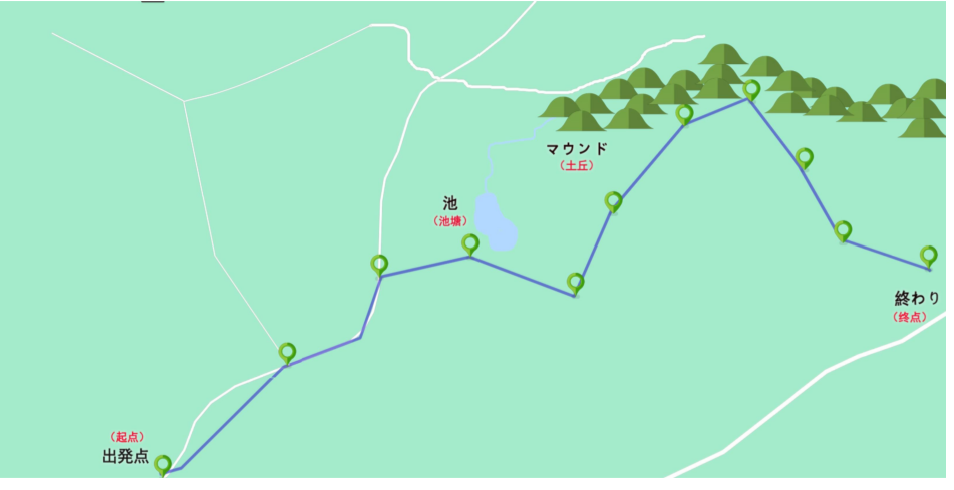 マウンド
（土丘）
池
（池塘）
終わり
（终点）
（起点）
出発点